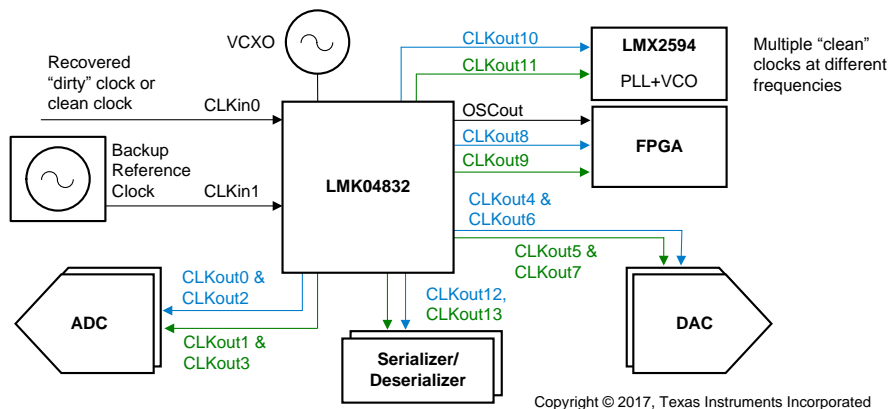 VCXO
CLKout10
CLKout11
LMX2594
PLL+VCO
Multiple “clean”
clocks at different
frequencies
Recovered
“dirty” clock or
clean clock
CLKin0
OSCout
CLKout8
CLKout9
FPGA
LMK04832
Backup
Reference
Clock
CLKin1
CLKout4 &
CLKout6
CLKout5 &
CLKout7
CLKout0 &
CLKout2
CLKout1 &
CLKout3
ADC
CLKout12,
CLKout13
DAC
Serializer/
Deserializer
Copyright © 2017, Texas Instruments Incorporated